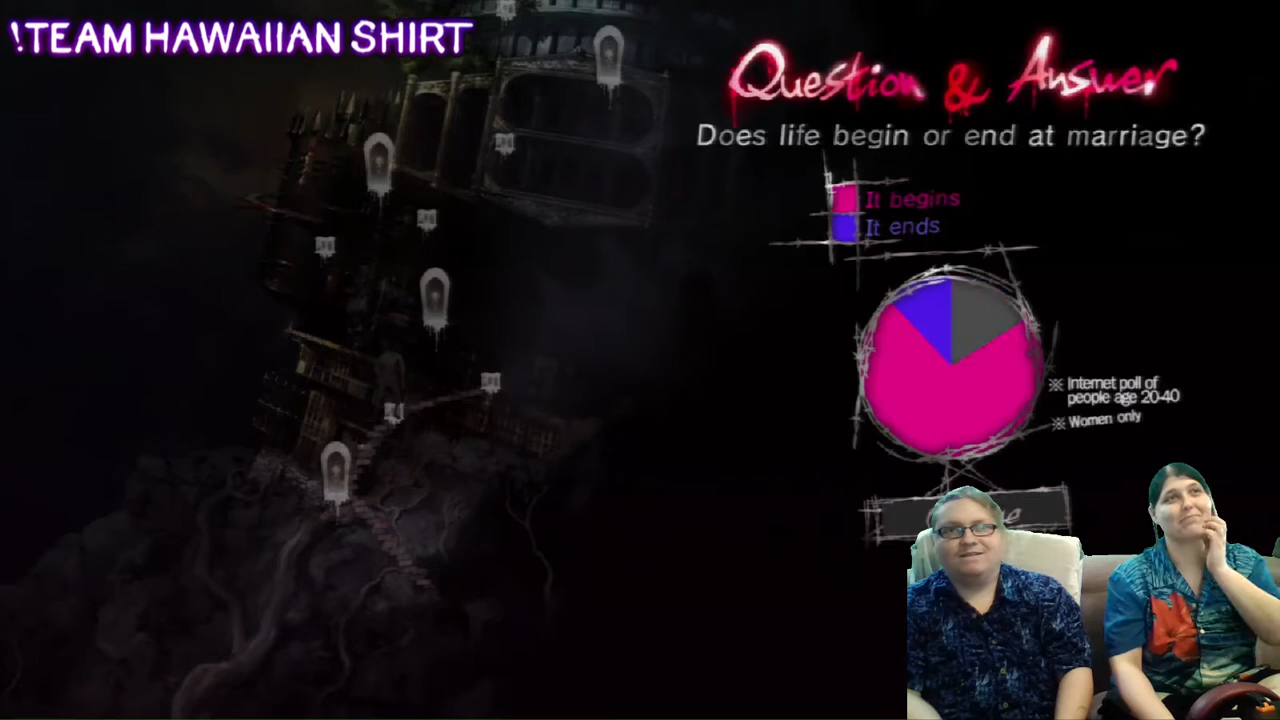 !TEAM HAWAIIAN SHIRT
Question & Answer
Does life begin or end at marriage?
It begins
It ends
※ Internet poll of
people age 20-40
※ Women only